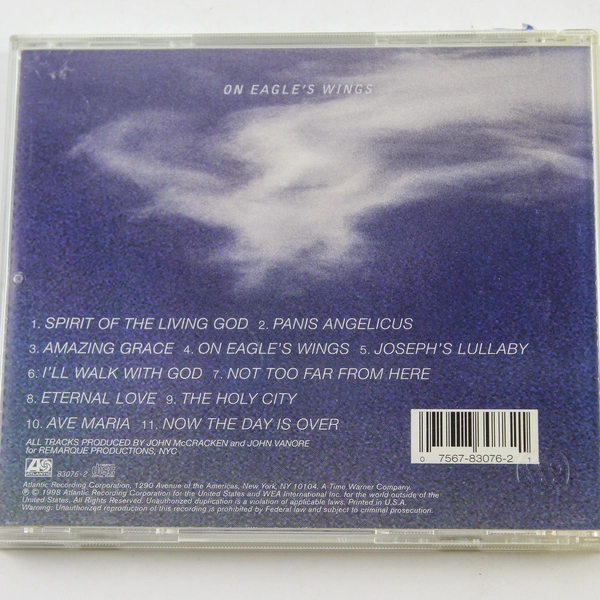 ON EAGLE'S WINGS
1. SPIRIT OF THE LIVING GOD 2. PANIS ANGELICUS
3. AMAZING GRACE 4. ON EAGLE'S WINGS 5. JOSEPH'S LULLABY
6. I'LL WALK WITH GOD 7. NOT TOO FAR FROM HERE
8. ETERNAL LOVE 9. THE HOLY CITY
10. AVE MARIA 11. NOW THE DAY IS OVER
ALL TRACKS PRODUCED BY JOHN McCRACKEN and JOHN VANORE
for REMARQUE PRODUCTIONS, NYC
0 7567-83076-2 1
ATLANTIC 83076-2
Atlantic Recording Corporation, 1290 Avenue of the Americas, New York, NY 10104. A Time Warner Company.
℗ © 1998 Atlantic Recording Corporation for the United States and WEA International Inc. for the world outside of the
United States. All Rights Reserved. Unauthorized duplication is a violation of applicable laws. Printed in U.S.A.
Warning: Unauthorized reproduction of this recording is prohibited by Federal law and subject to criminal prosecution.